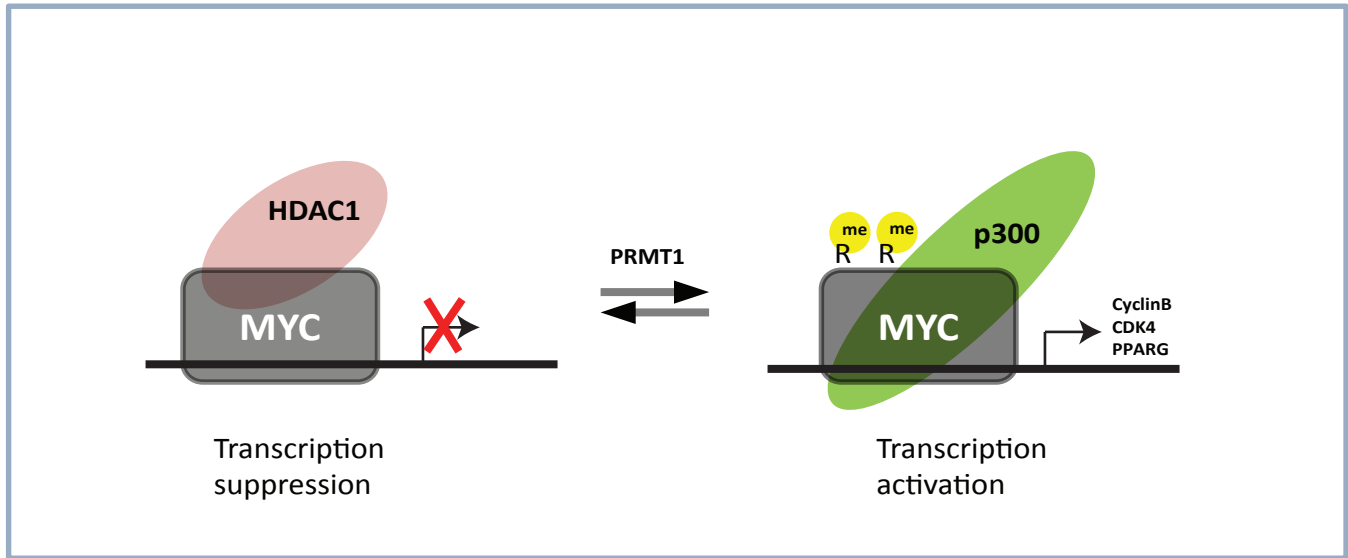 HDAC1
MYC
Transcription
suppression
PRMT1
me
me
R
R
p300
MYC
CyclinB
CDK4
PPARG
Transcription
activation